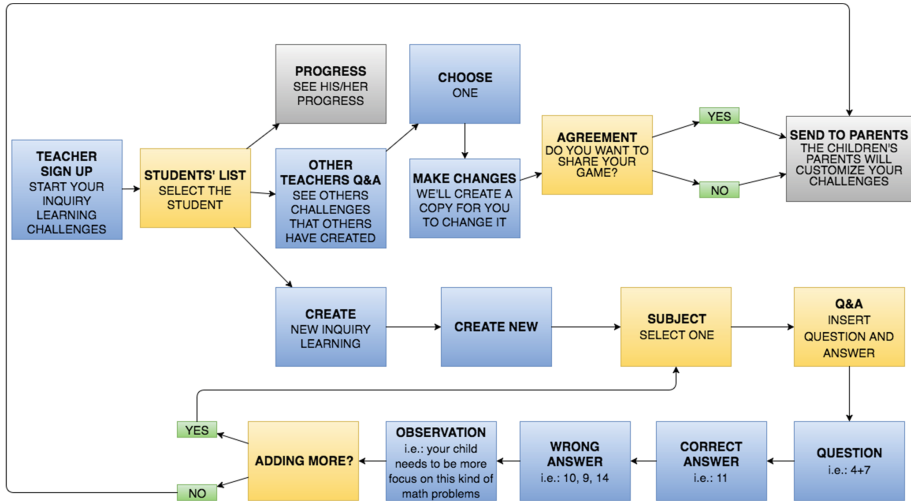 TEACHER
SIGN UP
START YOUR
INQUIRY
LEARNING
CHALLENGES
STUDENTS' LIST
SELECT THE
STUDENT
PROGRESS
SEE HIS/HER
PROGRESS
OTHER
TEACHERS Q&A
SEE OTHERS
CHALLENGES
THAT OTHERS
HAVE CREATED
CHOOSE
ONE
MAKE CHANGES
WE'LL CREATE A
COPY FOR YOU
TO CHANGE IT
AGREEMENT
DO YOU WANT TO
SHARE YOUR
GAME?
YES
NO
SEND TO PARENTS
THE CHILDREN'S
PARENTS WILL
CUSTOMIZE YOUR
CHALLENGES
CREATE
NEW INQUIRY
LEARNING
CREATE NEW
SUBJECT
SELECT ONE
Q&A
INSERT
QUESTION AND
ANSWER
QUESTION
i.e.: 4+7
CORRECT
ANSWER
i.e.: 11
WRONG
ANSWER
i.e.: 10, 9, 14
OBSERVATION
i.e.: your child
needs to be more
focus on this kind of
math problems
ADDING MORE?
YES
NO